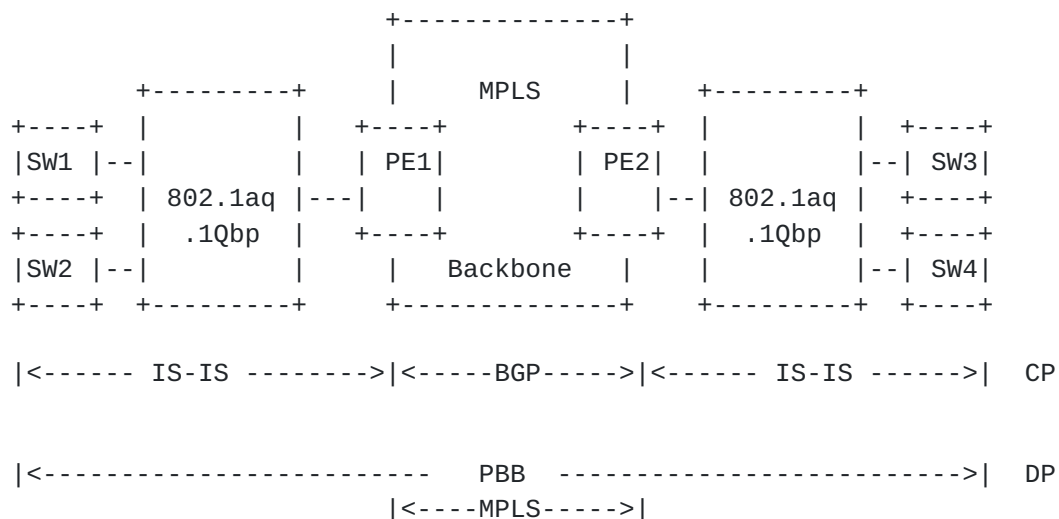 +--------------+
                         |              |
        +---------+      |     MPLS     |    +---------+
+----+  |         |   +----+        +----+  |         |  +----+
|SW1 |--|         |   | PE1|        | PE2|  |         |--| SW3|
+----+  | 802.1aq |---|    |        |    |--| 802.1aq |  +----+
+----+  |  .1Qbp  |   +----+        +----+  |  .1Qbp  |  +----+
|SW2 |--|         |     |   Backbone   |    |         |--| SW4|
+----+  +---------+     +--------------+    +---------+  +----+
|<------ IS-IS -------->|<-----BGP----->|<------ IS-IS ------>|  CP
|<------------------------- PBB -------------------------->|  DP
                        |<----MPLS----->|